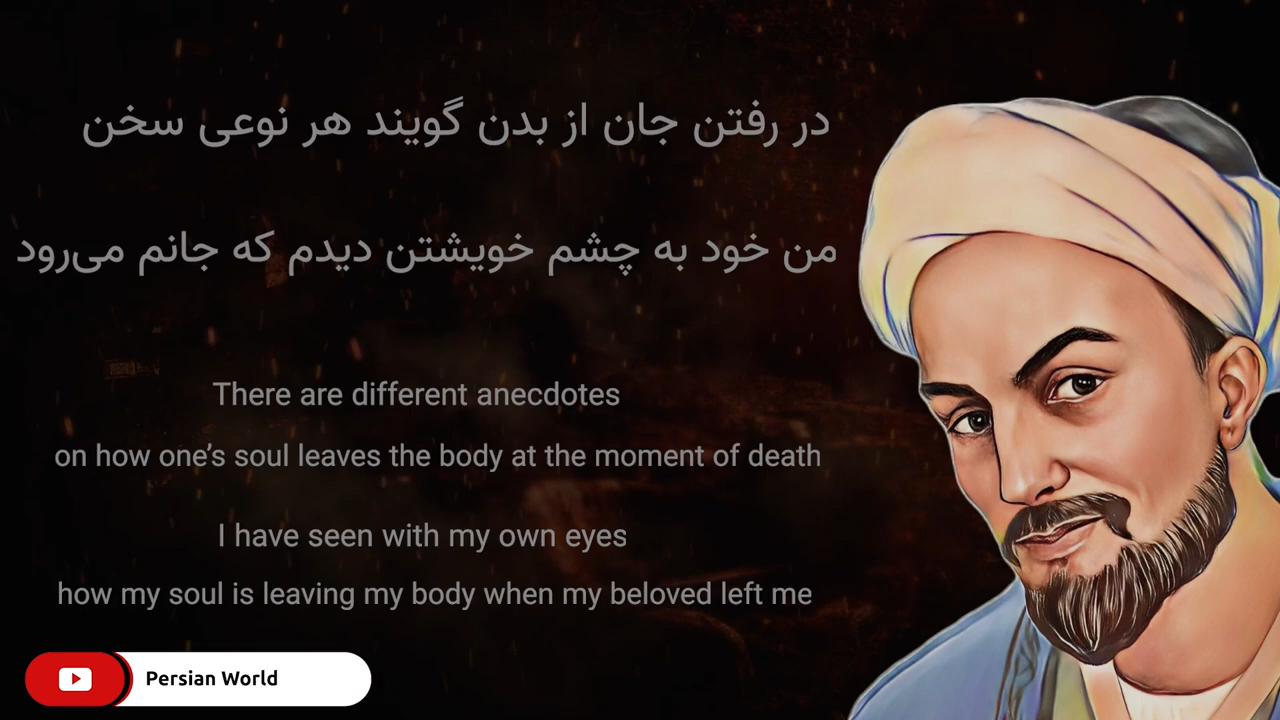 در رفتن جان از بدن گویند هر نوعی سخن
من خود به چشم خویشتن دیدم که جانم می‌رود
There are different anecdotes
on how one’s soul leaves the body at the moment of death
I have seen with my own eyes
how my soul is leaving my body when my beloved left me
Persian World